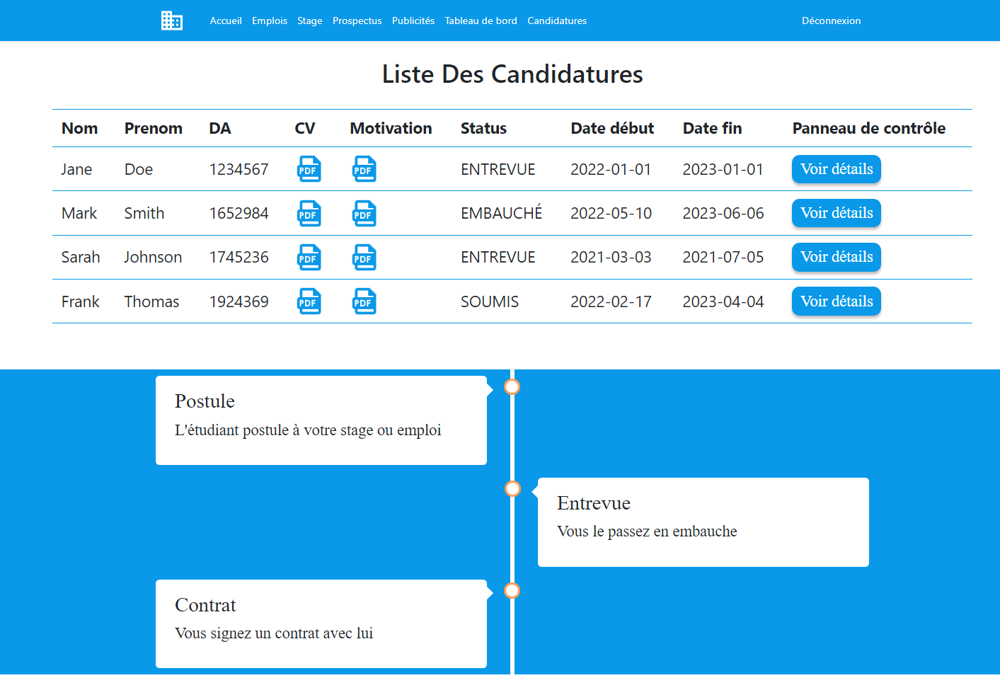 Accueil Emplois Stage Prospectus Publicités Tableau de bord Candidatures Déconnexion
Liste Des Candidatures
Nom Prenom DA CV Motivation Status Date début Date fin Panneau de contrôle
Jane Doe 1234567 PDF PDF ENTREVUE 2022-01-01 2023-01-01 Voir détails
Mark Smith 1652984 PDF PDF EMBAUCHÉ 2022-05-10 2023-06-06 Voir détails
Sarah Johnson 1745236 PDF PDF ENTREVUE 2021-03-03 2021-07-05 Voir détails
Frank Thomas 1924369 PDF PDF SOUMIS 2022-02-17 2023-04-04 Voir détails
Postule
L'étudiant postule à votre stage ou emploi
Entrevue
Vous le passez en embauche
Contrat
Vous signez un contrat avec lui